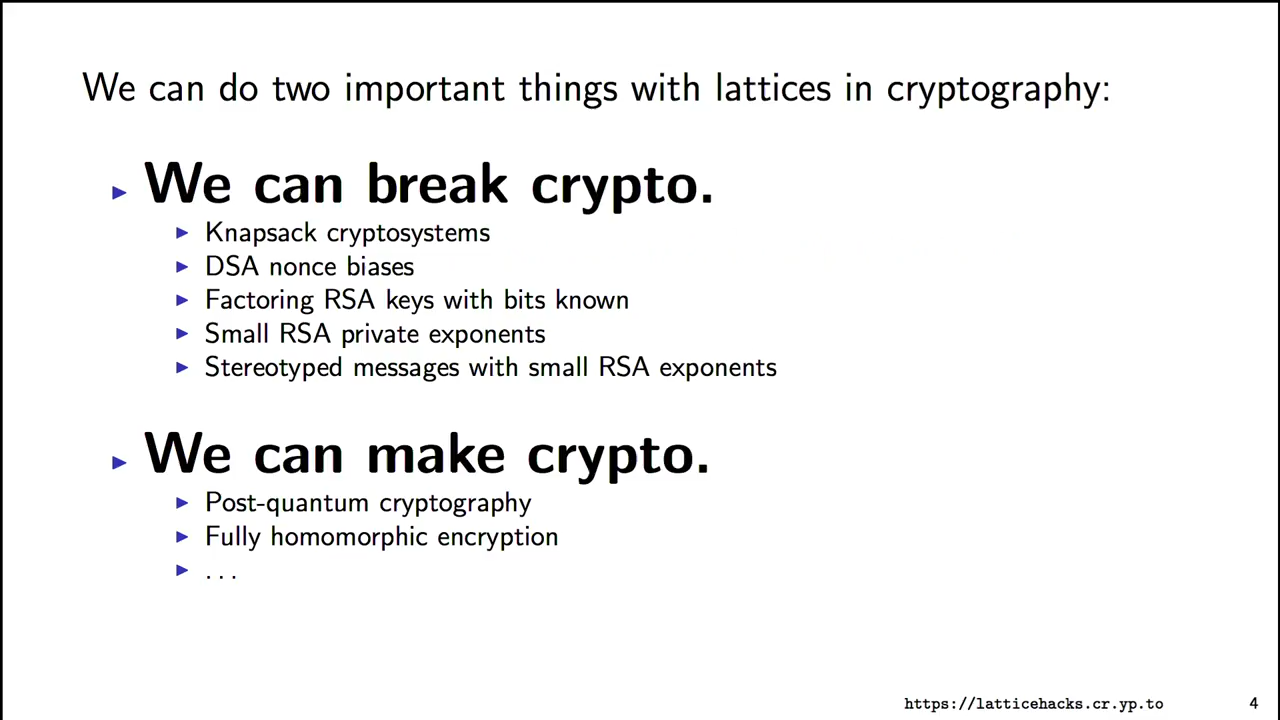 We can do two important things with lattices in cryptography:
▶ We can break crypto.
▶ Knapsack cryptosystems
▶ DSA nonce biases
▶ Factoring RSA keys with bits known
▶ Small RSA private exponents
▶ Stereotyped messages with small RSA exponents
▶ We can make crypto.
▶ Post-quantum cryptography
▶ Fully homomorphic encryption
▶ ...
https://latticehacks.cr.yp.to 4